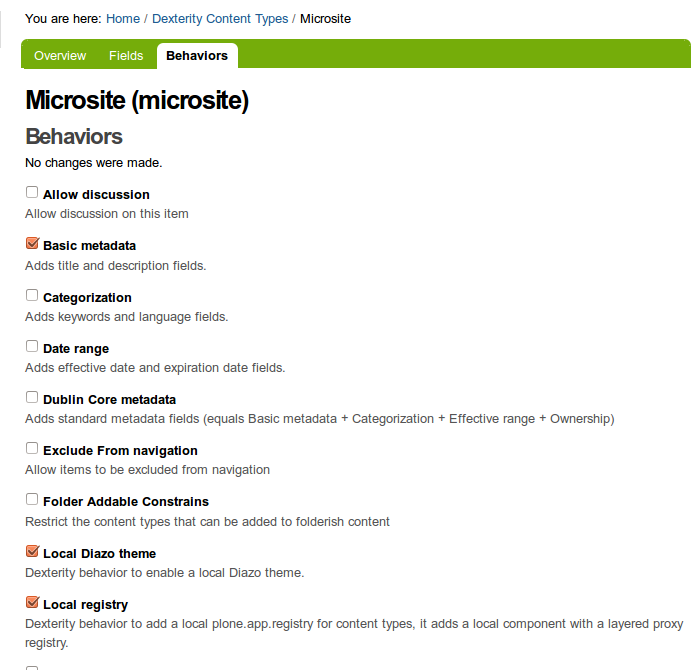 You are here: Home / Dexterity Content Types / Microsite
Overview Fields Behaviors
Microsite (microsite)
Behaviors
No changes were made.
Allow discussion
Allow discussion on this item
Basic metadata
Adds title and description fields.
Categorization
Adds keywords and language fields.
Date range
Adds effective date and expiration date fields.
Dublin Core metadata
Adds standard metadata fields (equals Basic metadata + Categorization + Effective range + Ownership)
Exclude From navigation
Allow items to be excluded from navigation
Folder Addable Constrains
Restrict the content types that can be added to folderish content
Local Diazo theme
Dexterity behavior to enable a local Diazo theme.
Local registry
Dexterity behavior to add a local plone.app.registry for content types, it adds a local component with a layered proxy
registry.